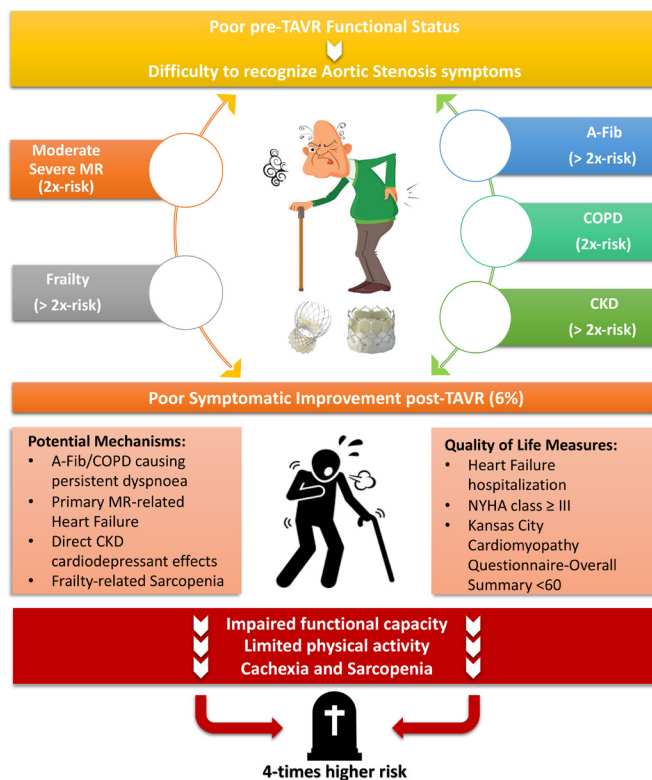 Poor pre-TAVR Functional Status
Difficulty to recognize Aortic Stenosis symptoms
Moderate
Severe MR
(2x-risk)
Frailty
(> 2x-risk)
A-Fib
(> 2x-risk)
COPD
(2x-risk)
CKD
(> 2x-risk)
Poor Symptomatic Improvement post-TAVR (6%)
Potential Mechanisms:
• A-Fib/COPD causing
persistent dyspnoea
• Primary MR-related
Heart Failure
• Direct CKD
cardiodepressant effects
• Frailty-related Sarcopenia
Quality of Life Measures:
• Heart Failure
hospitalization
• NYHA class ≥ III
• Kansas City
Cardiomyopathy
Questionnaire-Overall
Summary <60
Impaired functional capacity
Limited physical activity
Cachexia and Sarcopenia
4-times higher risk